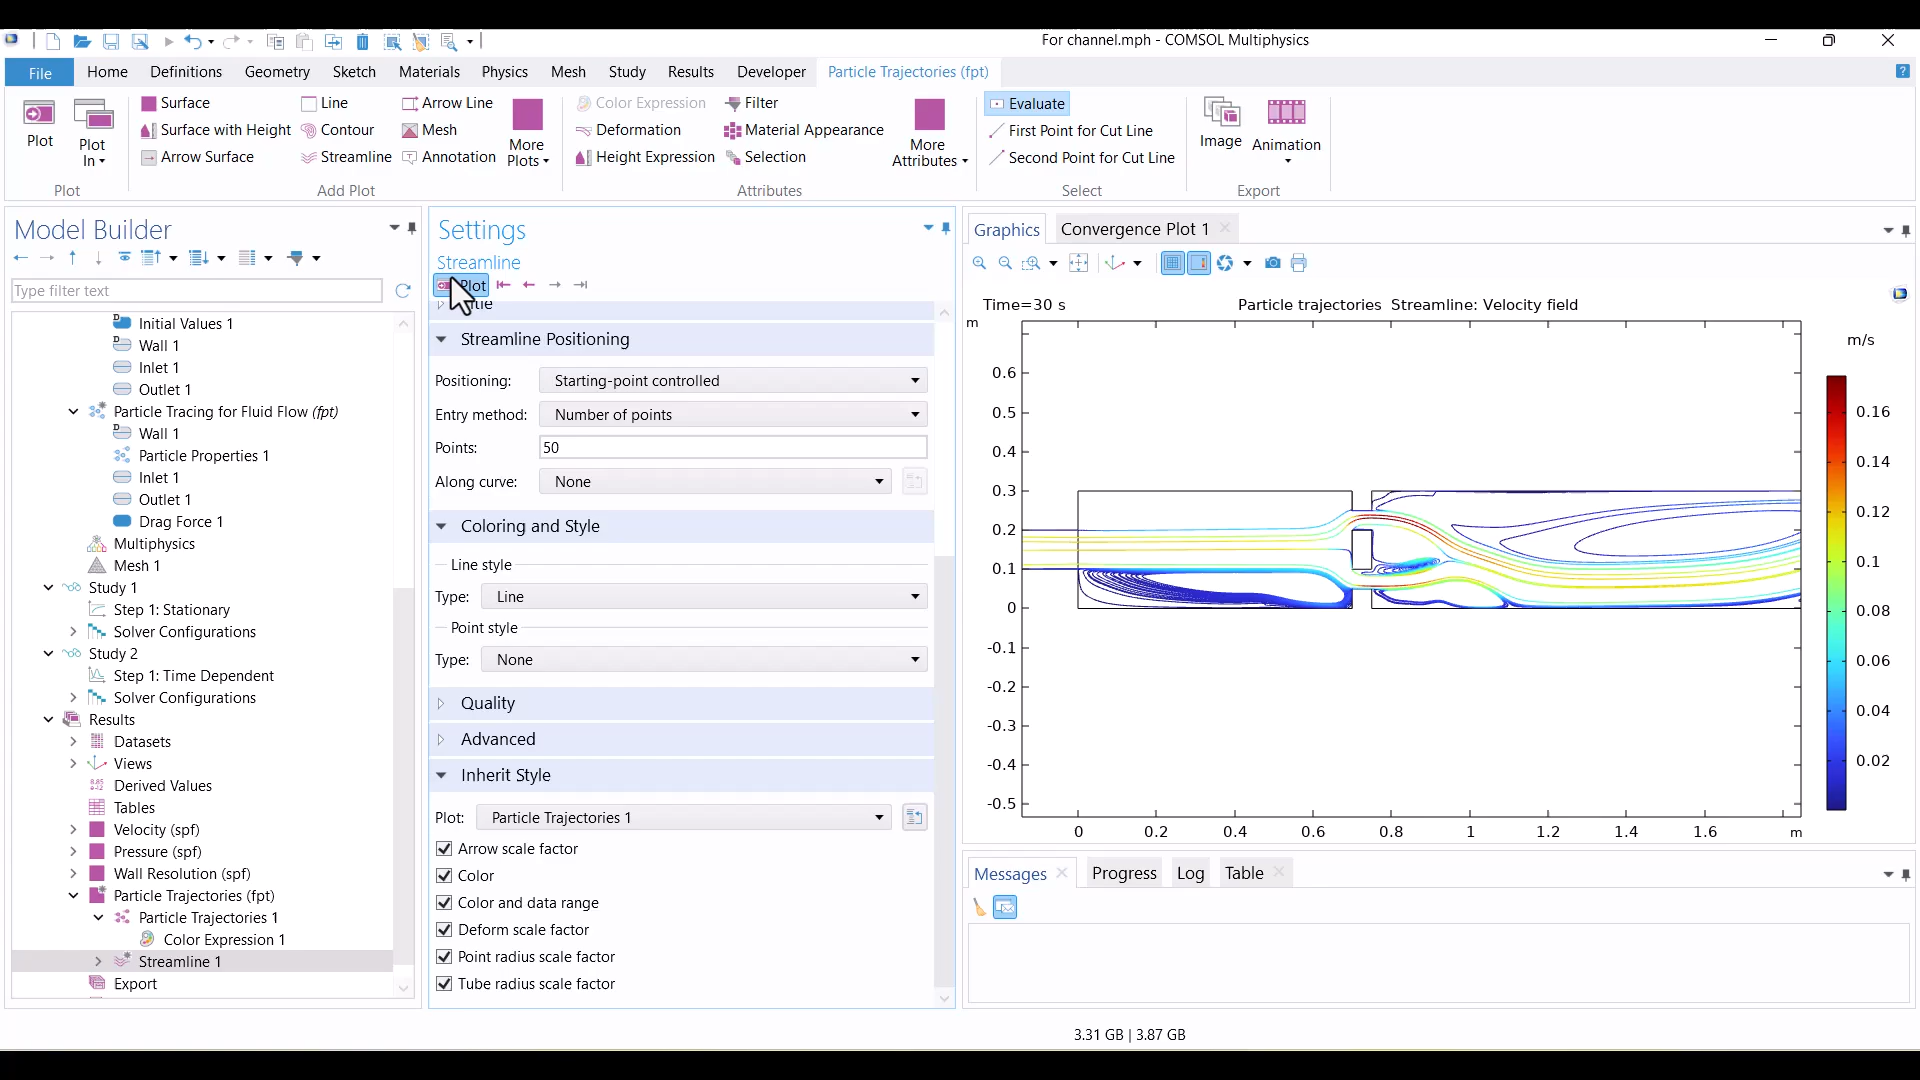 For channel.mph - COMSOL Multiphysics
File Home Definitions Geometry Sketch Materials Physics Mesh Study Results Developer Particle Trajectories (fpt) ?
Plot
Plot In
Plot
Surface
Surface with Height
Arrow Surface
Line
Contour
Streamline
Arrow Line
Mesh
Annotation
More Plots
Add Plot
Color Expression
Deformation
Height Expression
Filter
Material Appearance
Selection
More Attributes
Attributes
Evaluate
First Point for Cut Line
Second Point for Cut Line
Select
Image
Animation
Export
Model Builder
Type filter text
Initial Values 1
Wall 1
Inlet 1
Outlet 1
Particle Tracing for Fluid Flow (fpt)
Wall 1
Particle Properties 1
Inlet 1
Outlet 1
Drag Force 1
Multiphysics
Mesh 1
Study 1
Step 1: Stationary
Solver Configurations
Study 2
Step 1: Time Dependent
Solver Configurations
Results
Datasets
Views
Derived Values
Tables
Velocity (spf)
Pressure (spf)
Wall Resolution (spf)
Particle Trajectories (fpt)
Particle Trajectories 1
Color Expression 1
Streamline 1
Export
Settings
Streamline
Plot
Streamline Positioning
Positioning: Starting-point controlled
Entry method: Number of points
Points: 50
Along curve: None
Coloring and Style
Line style
Type: Line
Point style
Type: None
Quality
Advanced
Inherit Style
Plot: Particle Trajectories 1
Arrow scale factor
Color
Color and data range
Deform scale factor
Point radius scale factor
Tube radius scale factor
Graphics Convergence Plot 1
Time=30 s Particle trajectories Streamline: Velocity field
m
m/s
0.6
0.5
0.4
0.3
0.2
0.1
0
-0.1
-0.2
-0.3
-0.4
-0.5
0 0.2 0.4 0.6 0.8 1 1.2 1.4 1.6 m
0.16
0.14
0.12
0.1
0.08
0.06
0.04
0.02
Messages Progress Log Table
3.31 GB | 3.87 GB